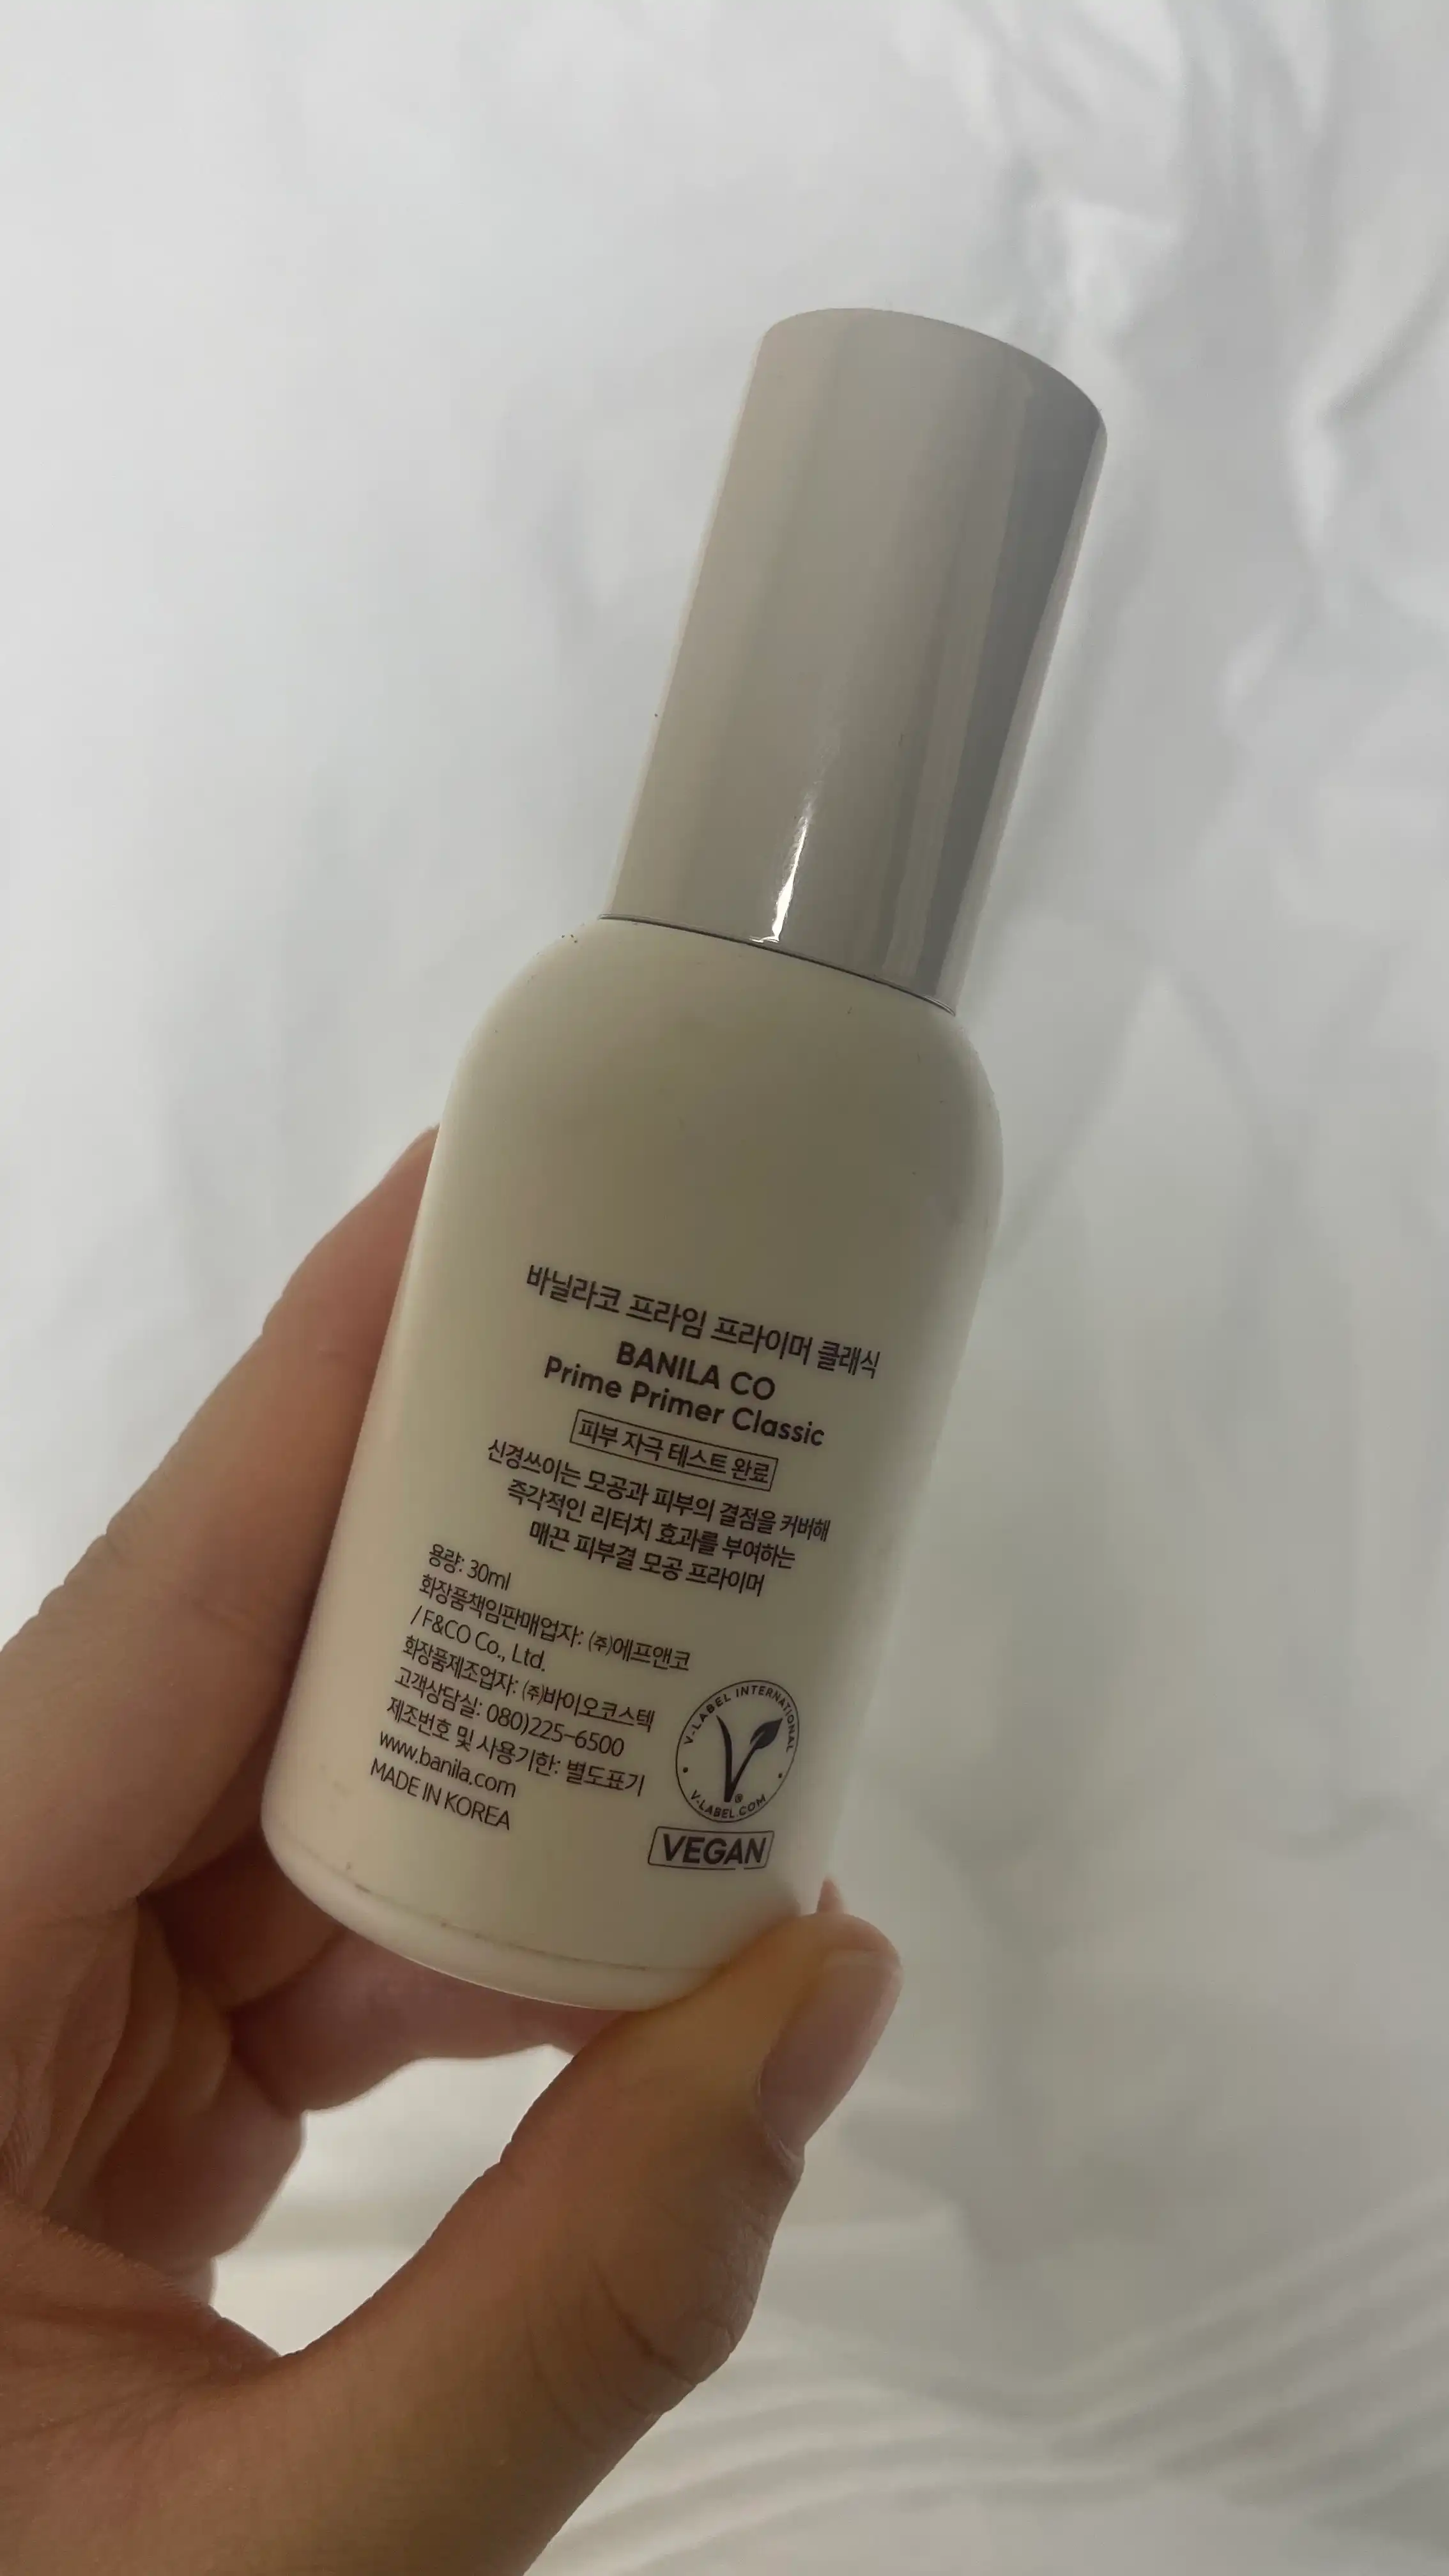 바닐라코 프라임 프라이머 클래식
BANILA CO
Prime Primer Classic
피부 자극 테스트 완료
신경쓰이는 모공과 피부의 결점을 커버해
즉각적인 리터치 효과를 부여하는
매끈 피부결 모공 프라이머
용량: 30ml
화장품책임판매업자: (주)에프앤코
/ F&CO Co., Ltd.
화장품제조업자: (주)바이오코스텍
고객상담실: 080)225-6500
제조번호 및 사용기한: 별도표기
www.banila.com
MADE IN KOREA
V-LABEL INTERNATIONAL
®
V-LABEL.COM
VEGAN